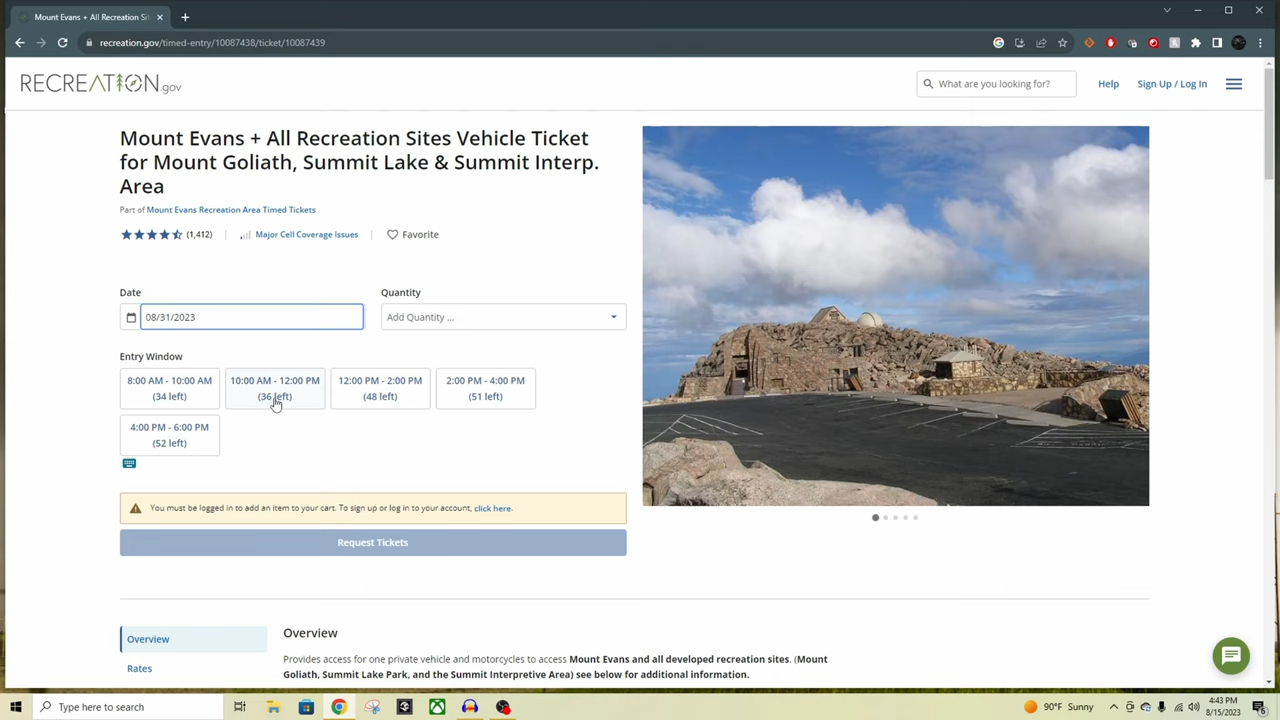 Mount Evans + All Recreation Sit
recreation.gov/timed-entry/10087438/ticket/10087439
RECREATION.gov
What are you looking for?
Help
Sign Up / Log In
Mount Evans + All Recreation Sites Vehicle Ticket
for Mount Goliath, Summit Lake & Summit Interp.
Area
Part of Mount Evans Recreation Area Timed Tickets
(1,412)
Major Cell Coverage Issues
Favorite
Date
Quantity
08/31/2023
Add Quantity ...
Entry Window
8:00 AM - 10:00 AM
(34 left)
10:00 AM - 12:00 PM
(36 left)
12:00 PM - 2:00 PM
(48 left)
2:00 PM - 4:00 PM
(51 left)
4:00 PM - 6:00 PM
(52 left)
You must be logged in to add an item to your cart. To sign up or log in to your account, click here.
Request Tickets
Overview
Rates
Overview
Provides access for one private vehicle and motorcycles to access Mount Evans and all developed recreation sites. (Mount
Goliath, Summit Lake Park, and the Summit Interpretive Area) see below for additional information.
Type here to search
90°F Sunny
4:43 PM
8/15/2023
6